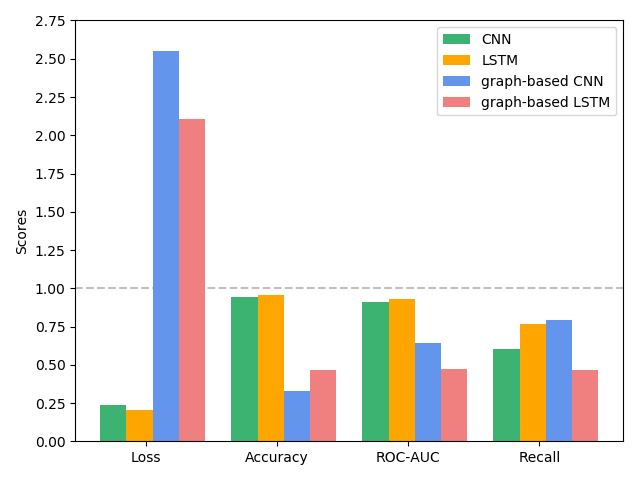 2.75
2.50
2.25
2.00
1.75
1.50
1.25
1.00
0.75
0.50
0.25
0.00
Scores
CNN
LSTM
graph-based CNN
graph-based LSTM
Loss
Accuracy
ROC-AUC
Recall